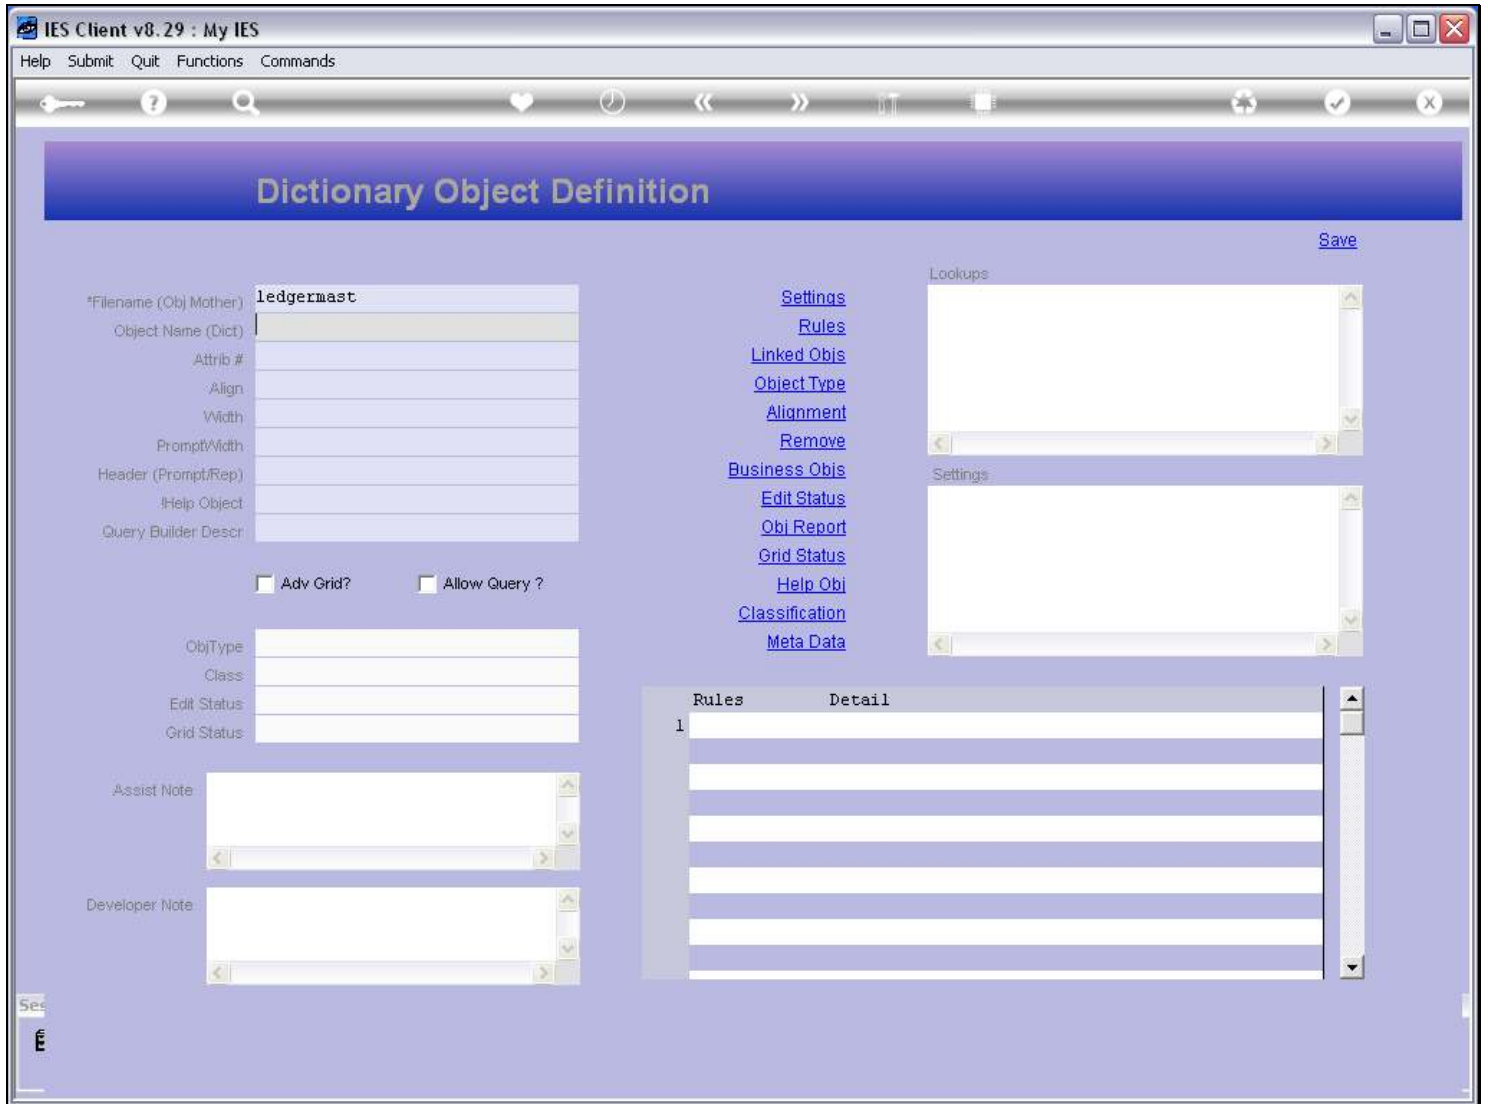 IES Client v8.29 : My IES
Help Submit Quit Functions Commands
Dictionary Object Definition
Save
*Filename (Obj Mother) ledgermast
Object Name (Dict)
Attrib #
Align
Width
PromptWidth
Header (Prompt/Rep)
!Help Object
Query Builder Descr
Adv Grid? Allow Query ?
ObjType
Class
Edit Status
Grid Status
Assist Note
Developer Note
Settings
Rules
Linked Objs
Object Type
Alignment
Remove
Business Objs
Edit Status
Obj Report
Grid Status
Help Obj
Classification
Meta Data
Lookups
Settings
Rules Detail
1
Ses